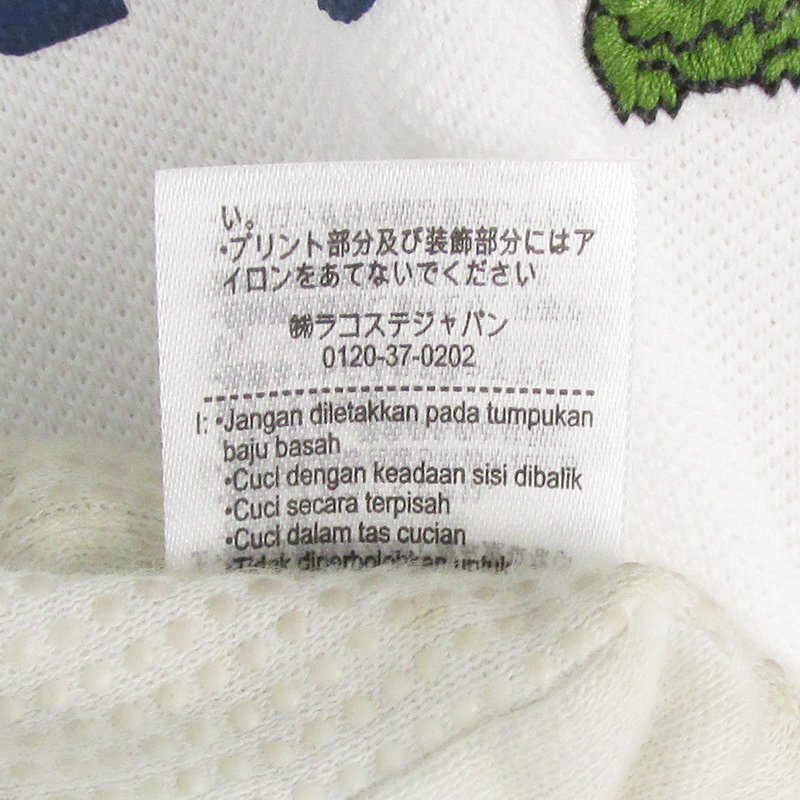 い。
・プリント部分及び装飾部分にはア
イロンをあてないでください
㈱ラコステジャパン
0120-37-0202
I: •Jangan diletakkan pada tumpukan
baju basah
•Cuci dengan keadaan sisi dibalik
•Cuci secara terpisah
•Cuci dalam tas cucian
•Tidak diperbolehkan untuk